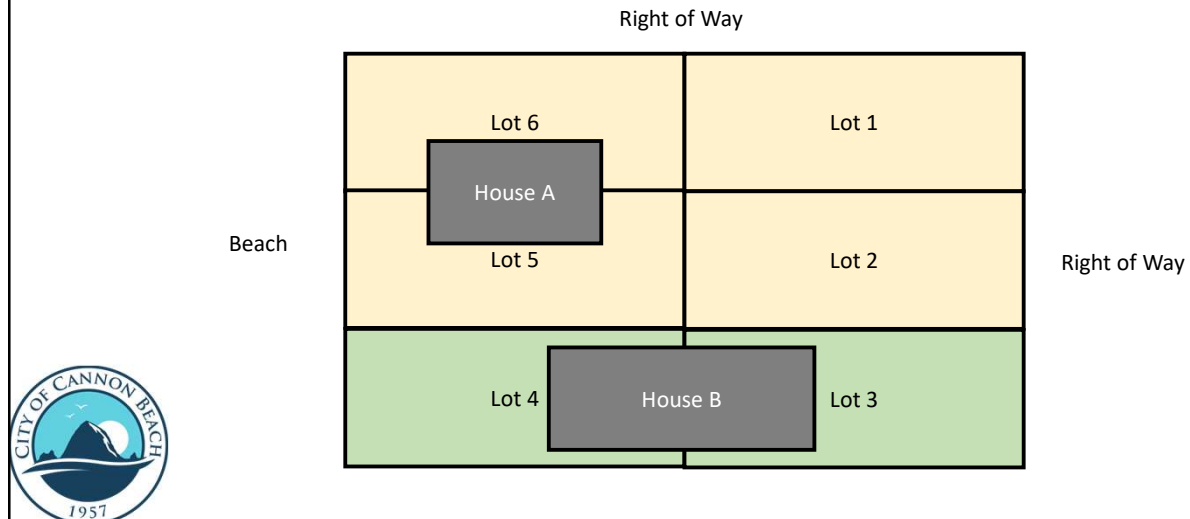 Right of Way
Lot 6
Lot 1
House A
Beach
Lot 5
Lot 2
Right of Way
Lot 4
House B
Lot 3
CITY OF CANNON BEACH
1957